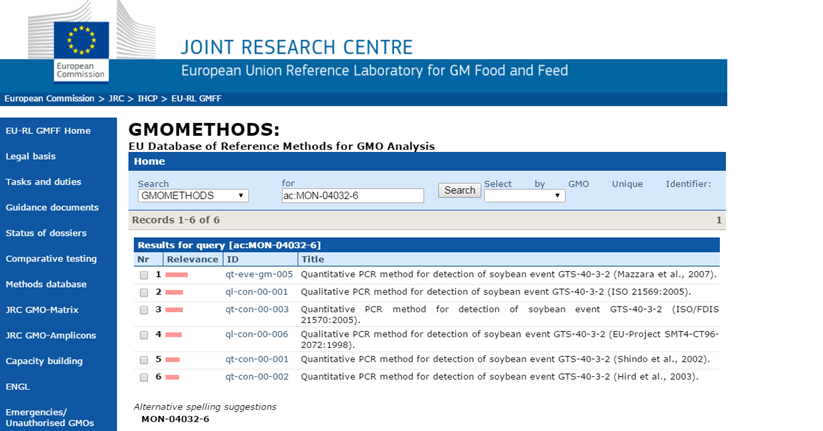 European
Commission
JOINT RESEARCH CENTRE
European Union Reference Laboratory for GM Food and Feed
European Commission > JRC > IHCP > EU-RL GMFF
EU-RL GMFF Home
Legal basis
Tasks and duties
Guidance documents
Status of dossiers
Comparative testing
Methods database
JRC GMO-Matrix
JRC GMO-Amplicons
Capacity building
ENGL
Emergencies/
Unauthorised GMOs
GMOMETHODS:
EU Database of Reference Methods for GMO Analysis
Home
Search for Select by GMO Unique Identifier:
GMOMETHODS ac:MON-04032-6 Search
Records 1-6 of 6 1
Results for query [ac:MON-04032-6]
Nr Relevance ID Title
1 qt-eve-gm-005 Quantitative PCR method for detection of soybean event GTS-40-3-2 (Mazzara et al., 2007).
2 ql-con-00-001 Qualitative PCR method for detection of soybean event GTS-40-3-2 (ISO 21569:2005).
3 qt-con-00-003 Quantitative PCR method for detection of soybean event GTS-40-3-2 (ISO/FDIS
21570:2005).
4 ql-con-00-006 Qualitative PCR method for detection of soybean event GTS-40-3-2 (EU-Project SMT4-CT96-
2072:1998).
5 qt-con-00-001 Quantitative PCR method for detection of soybean event GTS-40-3-2 (Shindo et al., 2002).
6 qt-con-00-002 Quantitative PCR method for detection of soybean event GTS-40-3-2 (Hird et al., 2003).
Alternative spelling suggestions
MON-04032-6